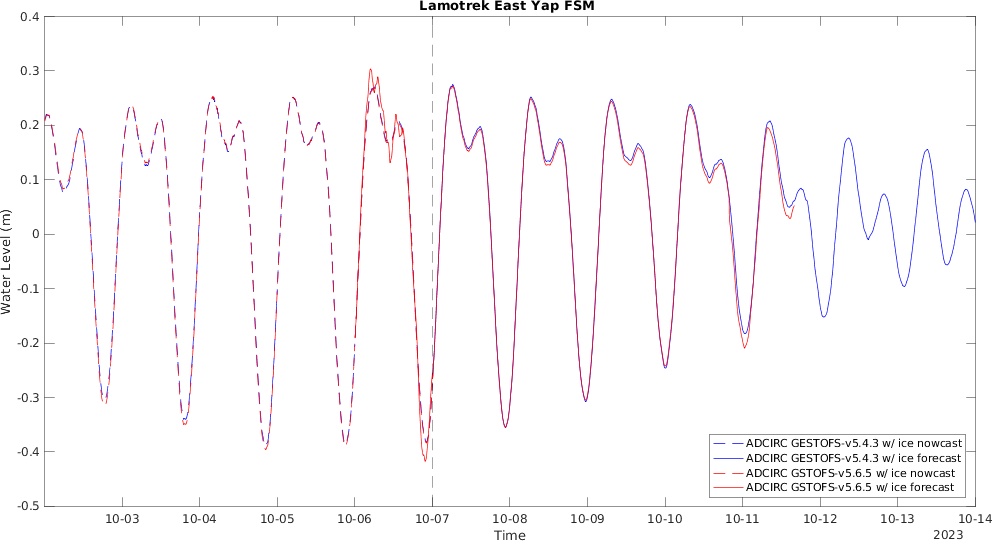 Lamotrek East Yap FSM
0.4
0.3
0.2
0.1
0
-0.1
-0.2
-0.3
-0.4
-0.5
Water Level (m)
ADCIRC GESTOFS-v5.4.3 w/ ice nowcast
ADCIRC GESTOFS-v5.4.3 w/ ice forecast
ADCIRC GSTOFS-v5.6.5 w/ ice nowcast
ADCIRC GSTOFS-v5.6.5 w/ ice forecast
10-03 10-04 10-05 10-06 10-07 10-08 10-09 10-10 10-11 10-12 10-13 10-14
Time
2023